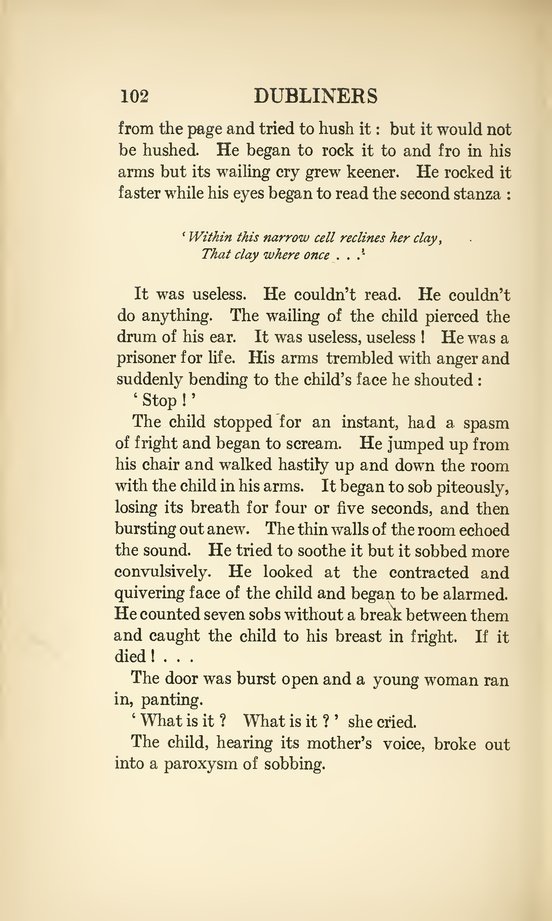 102 DUBLINERS
from the page and tried to hush it : but it would not
be hushed. He began to rock it to and fro in his
arms but its wailing cry grew keener. He rocked it
faster while his eyes began to read the second stanza :
‘ Within this narrow cell reclines her clay,
That clay where once . . .’
It was useless. He couldn’t read. He couldn’t
do anything. The wailing of the child pierced the
drum of his ear. It was useless, useless ! He was a
prisoner for life. His arms trembled with anger and
suddenly bending to the child’s face he shouted :
‘ Stop ! ’
The child stopped for an instant, had a spasm
of fright and began to scream. He jumped up from
his chair and walked hastily up and down the room
with the child in his arms. It began to sob piteously,
losing its breath for four or five seconds, and then
bursting out anew. The thin walls of the room echoed
the sound. He tried to soothe it but it sobbed more
convulsively. He looked at the contracted and
quivering face of the child and began to be alarmed.
He counted seven sobs without a break between them
and caught the child to his breast in fright. If it
died ! . . .
The door was burst open and a young woman ran
in, panting.
‘ What is it ? What is it ? ’ she cried.
The child, hearing its mother’s voice, broke out
into a paroxysm of sobbing.